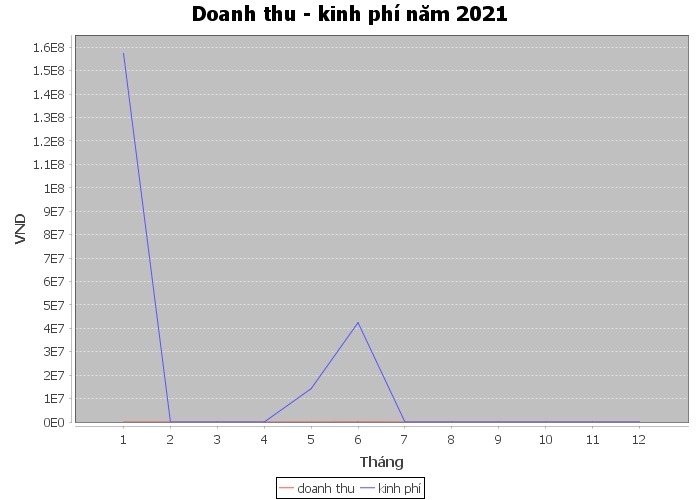 Doanh thu - kinh phí năm 2021
1.6E8
1.5E8
1.4E8
1.3E8
1.2E8
1.1E8
1E8
9E7
8E7
7E7
6E7
5E7
4E7
3E7
2E7
1E7
0E0
VND
1 2 3 4 5 6 7 8 9 10 11 12
Tháng
doanh thu kinh phí